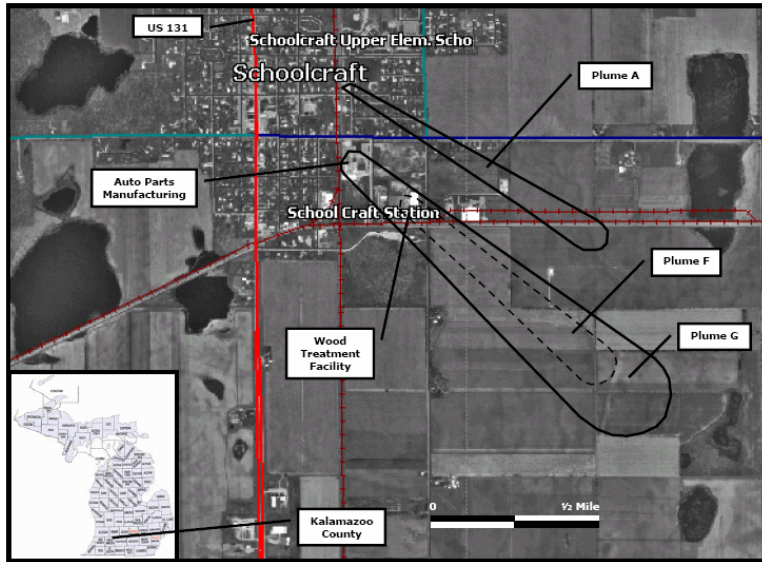 US 131
Schoolcraft Upper Elem. Scho
Schoolcraft
Plume A
Auto Parts
Manufacturing
School Craft Station
Plume F
Wood
Treatment
Facility
Plume G
0
½ Mile
Kalamazoo
County